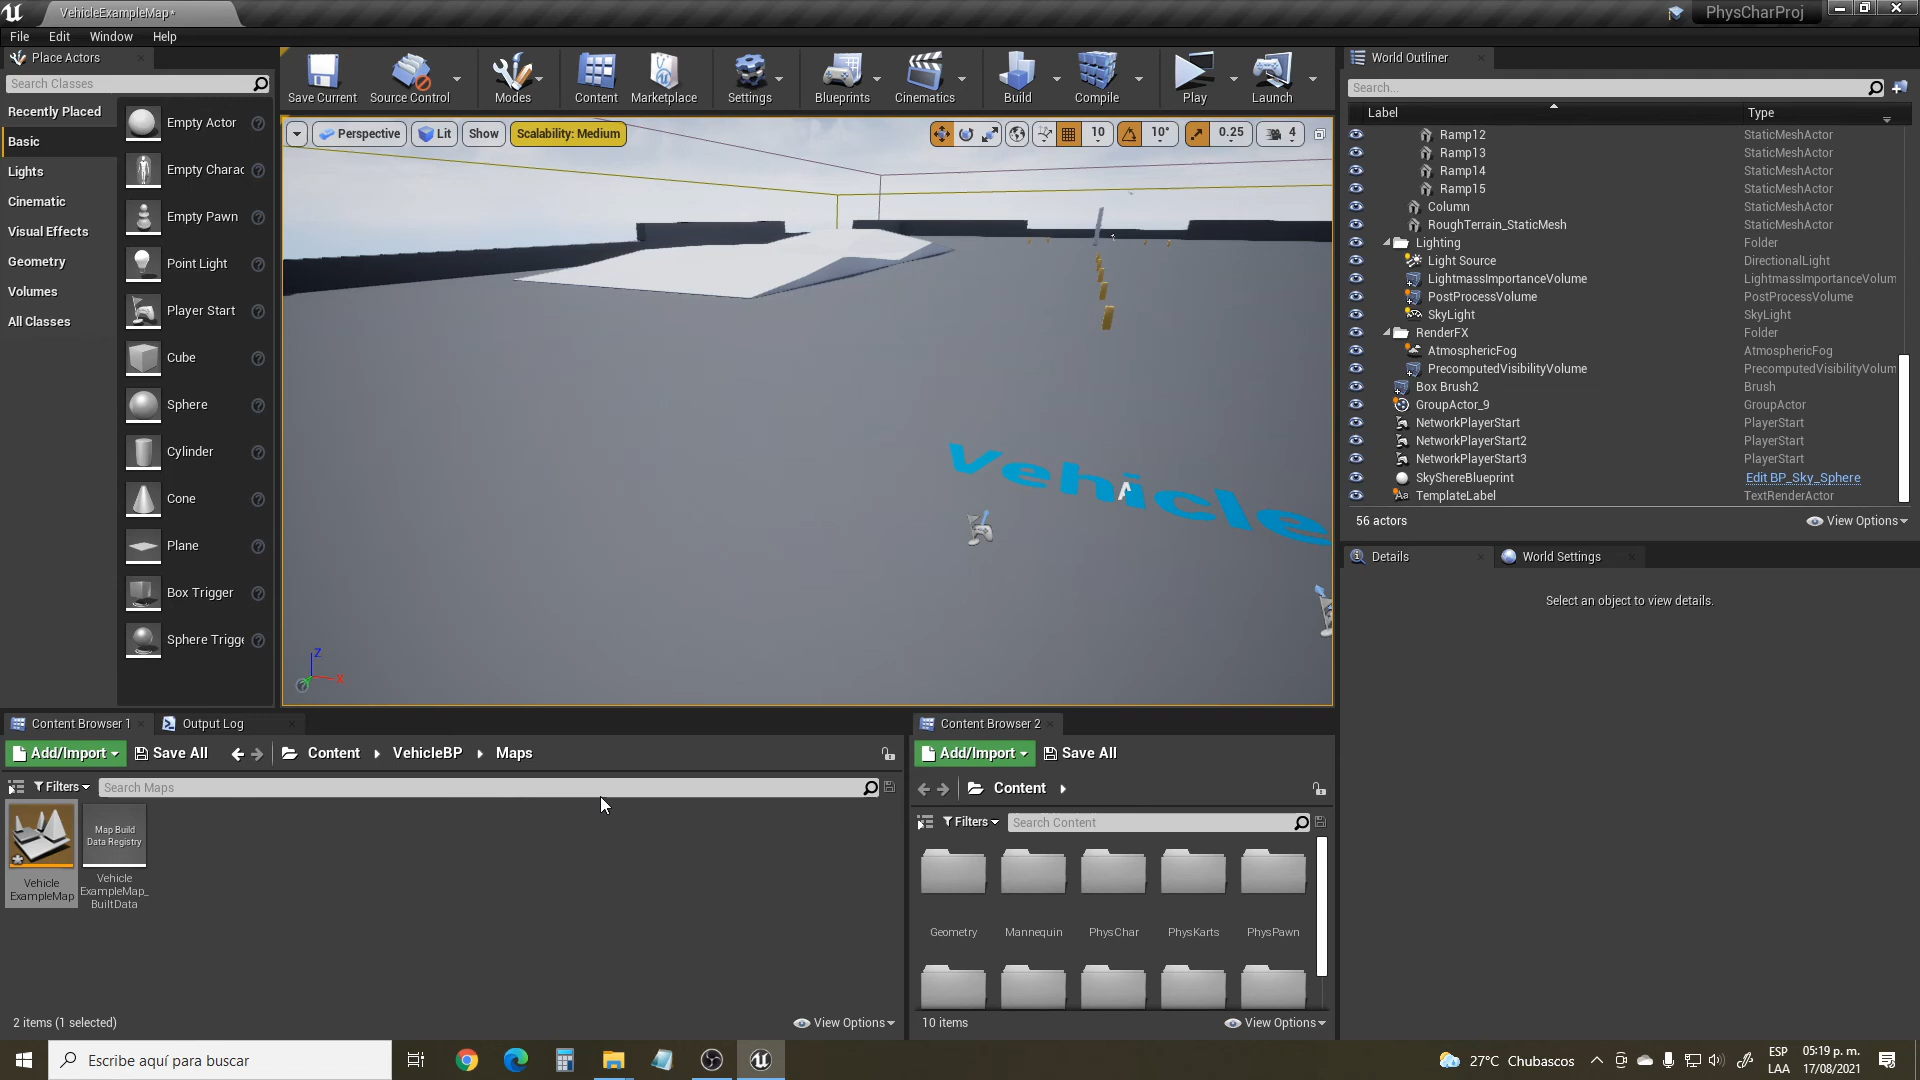 VehicleExampleMap*
PhysCharProj
File
Edit
Window
Help
Place Actors
Search Classes
Recently Placed
Basic
Lights
Cinematic
Visual Effects
Geometry
Volumes
All Classes
Empty Actor
Empty Charac
Empty Pawn
Point Light
Player Start
Cube
Sphere
Cylinder
Cone
Plane
Box Trigger
Sphere Trigge
Save Current
Source Control
Modes
Content
Marketplace
Settings
Blueprints
Cinematics
Build
Compile
Play
Launch
Perspective
Lit
Show
Scalability: Medium
10
10°
0.25
4
Vehicle
Z
X
World Outliner
Search...
Label
Type
Ramp12
StaticMeshActor
Ramp13
StaticMeshActor
Ramp14
StaticMeshActor
Ramp15
StaticMeshActor
Column
StaticMeshActor
RoughTerrain_StaticMesh
StaticMeshActor
Lighting
Folder
Light Source
DirectionalLight
LightmassImportanceVolume
LightmassImportanceVolum
PostProcessVolume
PostProcessVolume
SkyLight
SkyLight
RenderFX
Folder
AtmosphericFog
AtmosphericFog
PrecomputedVisibilityVolume
PrecomputedVisibilityVolum
Box Brush2
Brush
GroupActor_9
GroupActor
NetworkPlayerStart
PlayerStart
NetworkPlayerStart2
PlayerStart
NetworkPlayerStart3
PlayerStart
SkyShereBlueprint
Edit BP_Sky_Sphere
TemplateLabel
TextRenderActor
56 actors
View Options
Details
World Settings
Select an object to view details.
Content Browser 1
Output Log
Add/Import
Save All
Content
VehicleBP
Maps
Filters
Search Maps
Vehicle
ExampleMap
Map Build
Data Registry
Vehicle
ExampleMap_
BuiltData
2 items (1 selected)
View Options
Content Browser 2
Add/Import
Save All
Content
Filters
Search Content
Geometry
Mannequin
PhysChar
PhysKarts
PhysPawn
10 items
View Options
Escribe aquí para buscar
27°C Chubascos
ESP
LAA
05:19 p. m.
17/08/2021